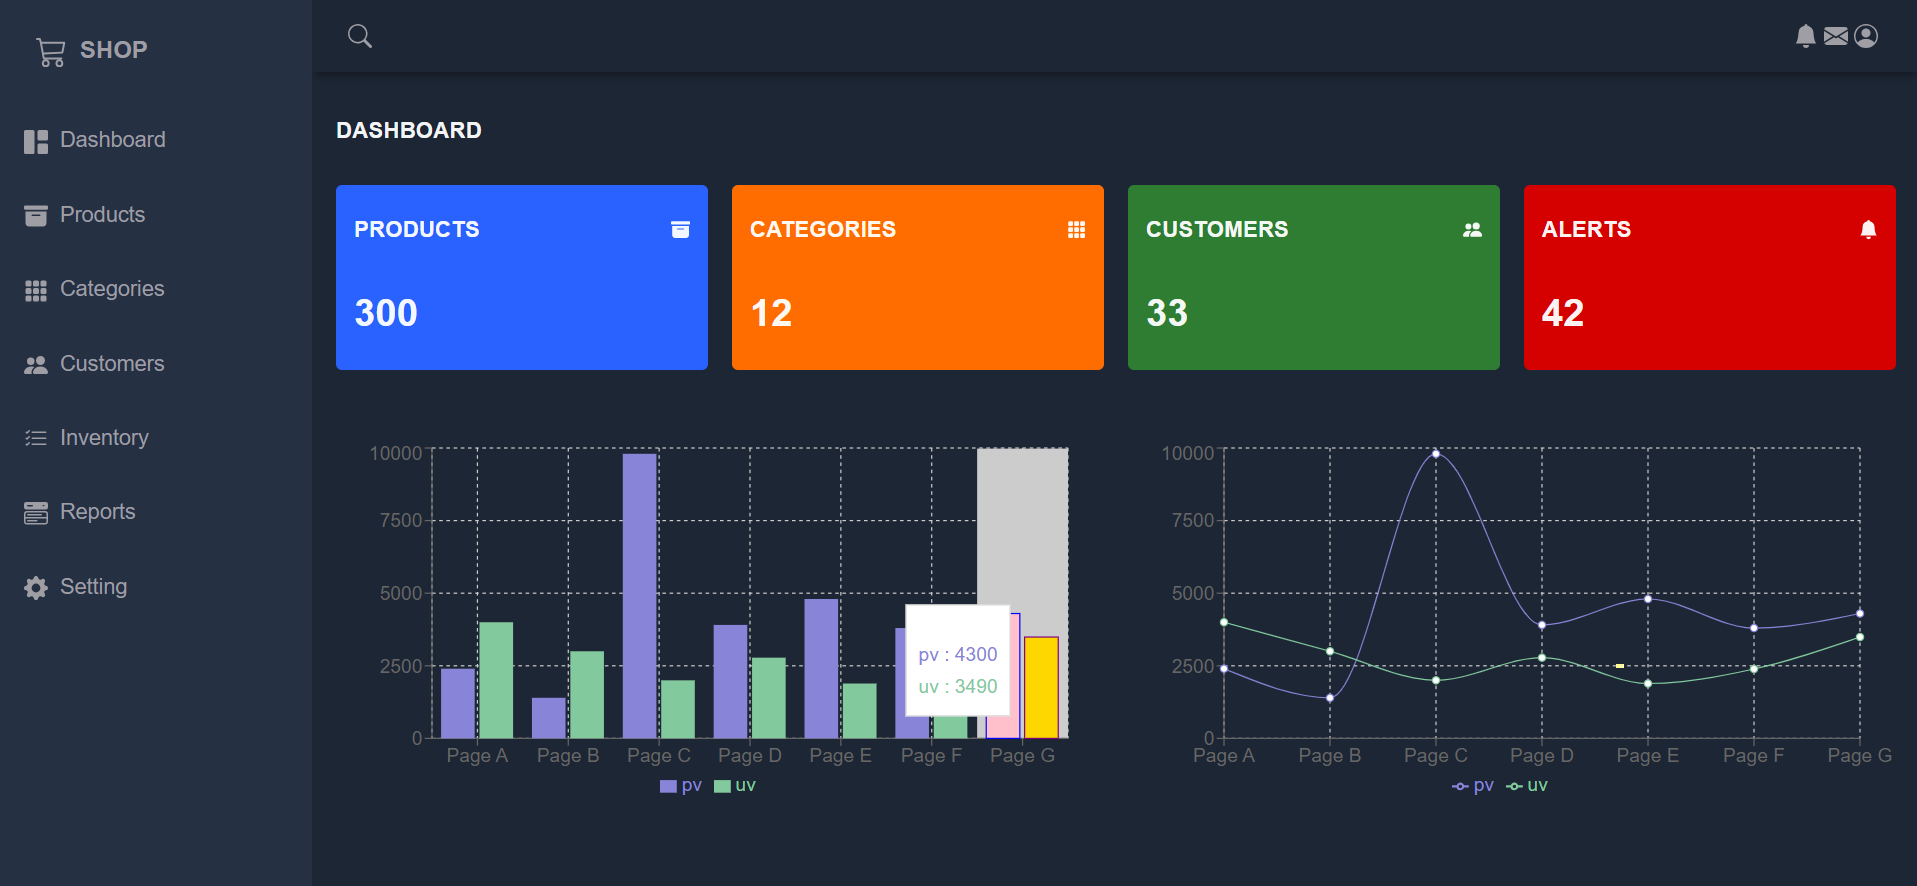 SHOP
Dashboard
Products
Categories
Customers
Inventory
Reports
Setting
DASHBOARD
PRODUCTS
300
CATEGORIES
12
CUSTOMERS
33
ALERTS
42
10000
7500
5000
2500
0
Page A Page B Page C Page D Page E Page F Page G
pv : 4300
uv : 3490
pv uv
10000
7500
5000
2500
0
Page A Page B Page C Page D Page E Page F Page G
pv uv